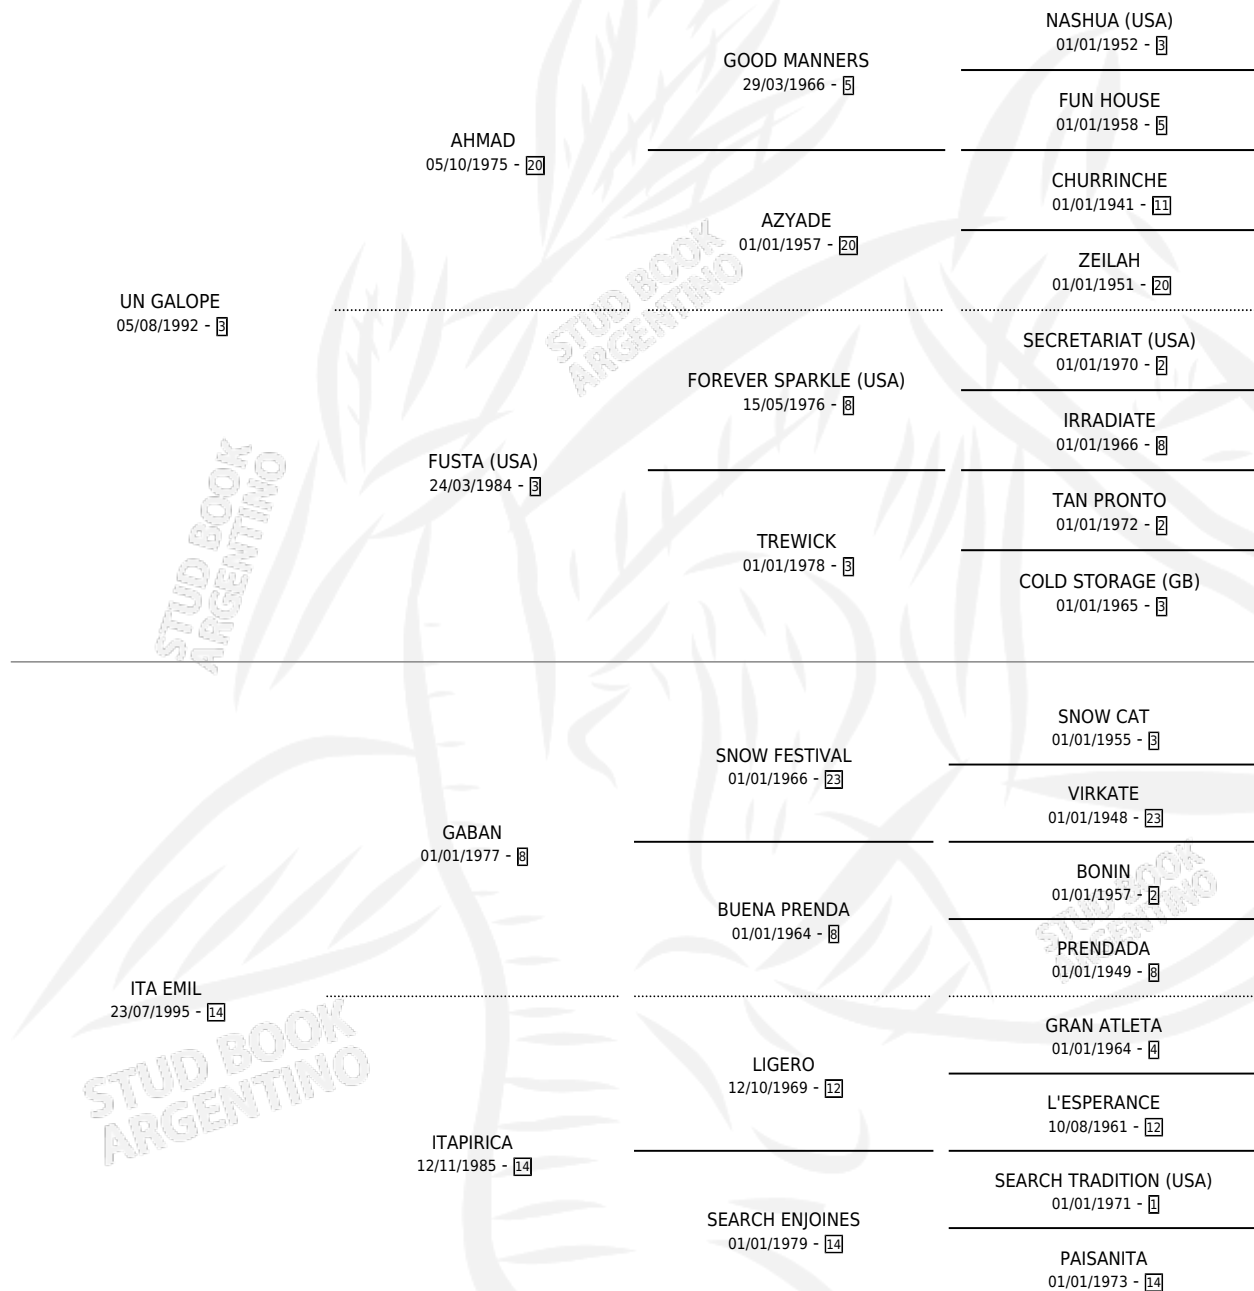 NASHUA (USA)
01/01/1952 - 3
GOOD MANNERS
29/03/1966 - 5
FUN HOUSE
01/01/1958 - 5
AHMAD
05/10/1975 - 20
CHURRINCHE
01/01/1941 - 11
AZYADE
01/01/1957 - 20
ZEILAH
01/01/1951 - 20
UN GALOPE
05/08/1992 - 3
SECRETARIAT (USA)
01/01/1970 - 2
FOREVER SPARKLE (USA)
15/05/1976 - 8
IRRADIATE
01/01/1966 - 8
FUSTA (USA)
24/03/1984 - 3
TAN PRONTO
01/01/1972 - 2
TREWICK
01/01/1978 - 3
COLD STORAGE (GB)
01/01/1965 - 3
SNOW CAT
01/01/1955 - 3
SNOW FESTIVAL
01/01/1966 - 23
VIRKATE
01/01/1948 - 23
GABAN
01/01/1977 - 8
BONIN
01/01/1957 - 2
BUENA PRENDA
01/01/1964 - 8
PRENDADA
01/01/1949 - 8
ITA EMIL
23/07/1995 - 14
GRAN ATLETA
01/01/1964 - 4
LIGERO
12/10/1969 - 12
L'ESPERANCE
10/08/1961 - 12
ITAPIRICA
12/11/1985 - 14
SEARCH TRADITION (USA)
01/01/1971 - 1
SEARCH ENJOINES
01/01/1979 - 14
PAISANITA
01/01/1973 - 14
STUD BOOK
ARGENTINO
STUD BOOK
ARGENTINO
STUD BOOK
ARGENTINO
STUD BOOK
ARGENTINO